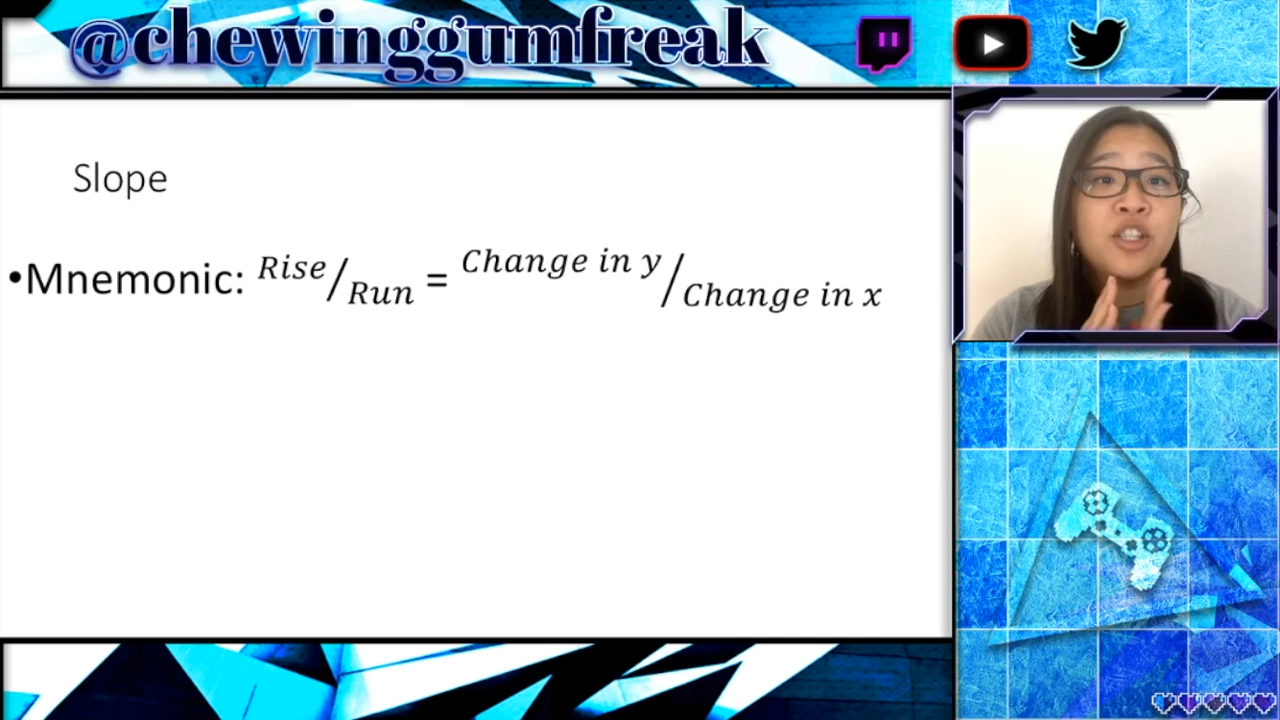 @chewinggumfreak
Slope
•Mnemonic: Rise/Run = Change in y/Change in x